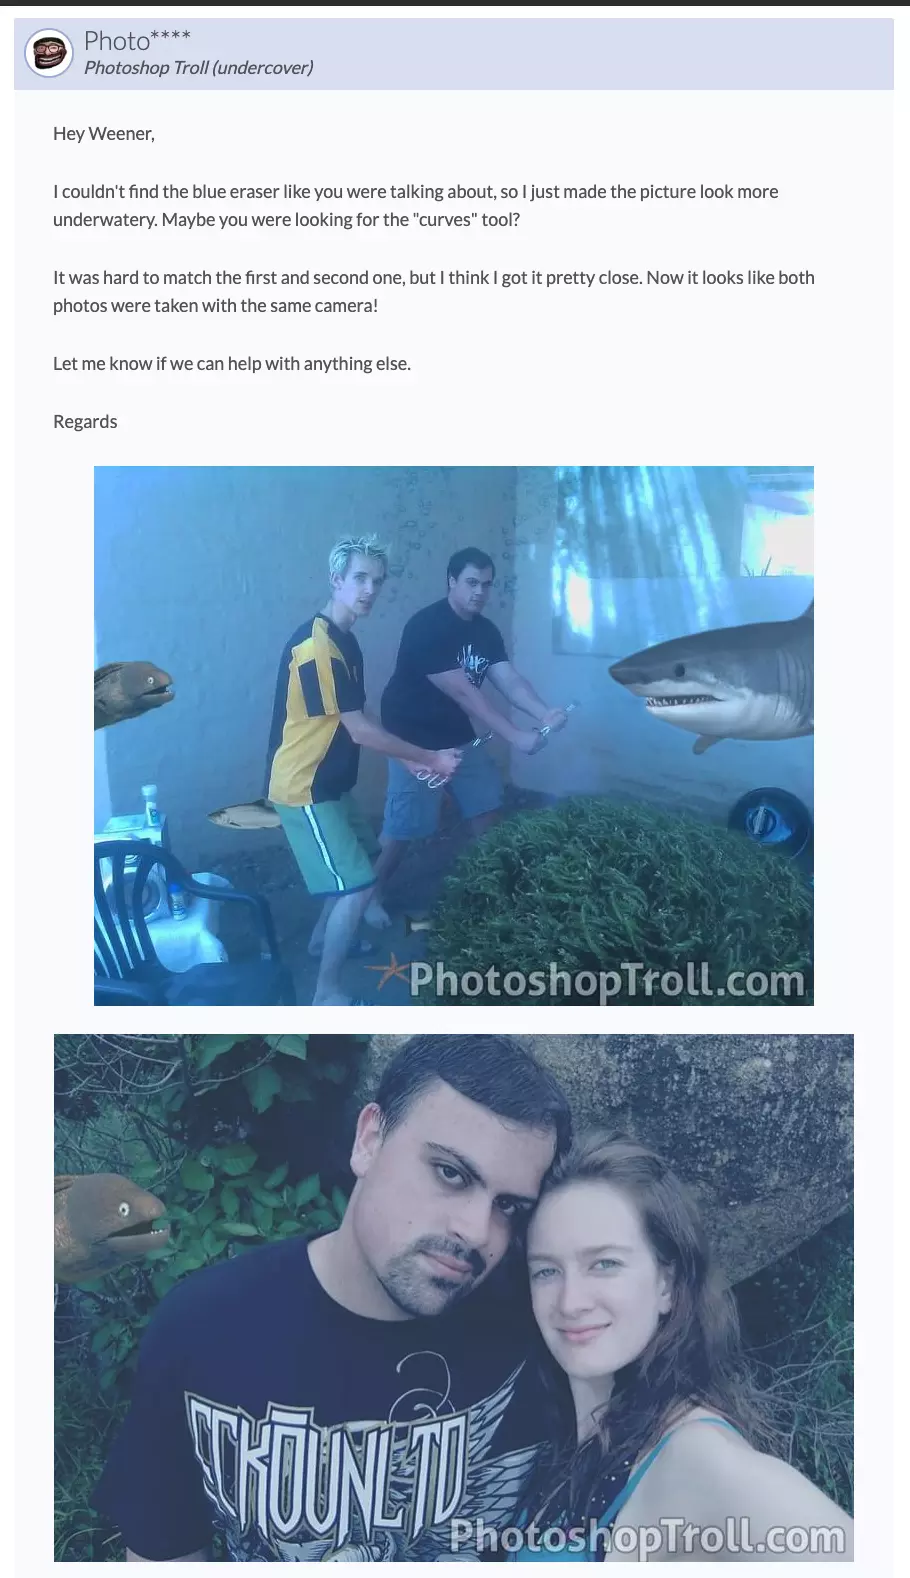 Photo****
Photoshop Troll (undercover)
Hey Weener,
I couldn't find the blue eraser like you were talking about, so I just made the picture look more
underwatery. Maybe you were looking for the "curves" tool?
It was hard to match the first and second one, but I think I got it pretty close. Now it looks like both
photos were taken with the same camera!
Let me know if we can help with anything else.
Regards
PhotoshopTroll.com
PhotoshopTroll.com